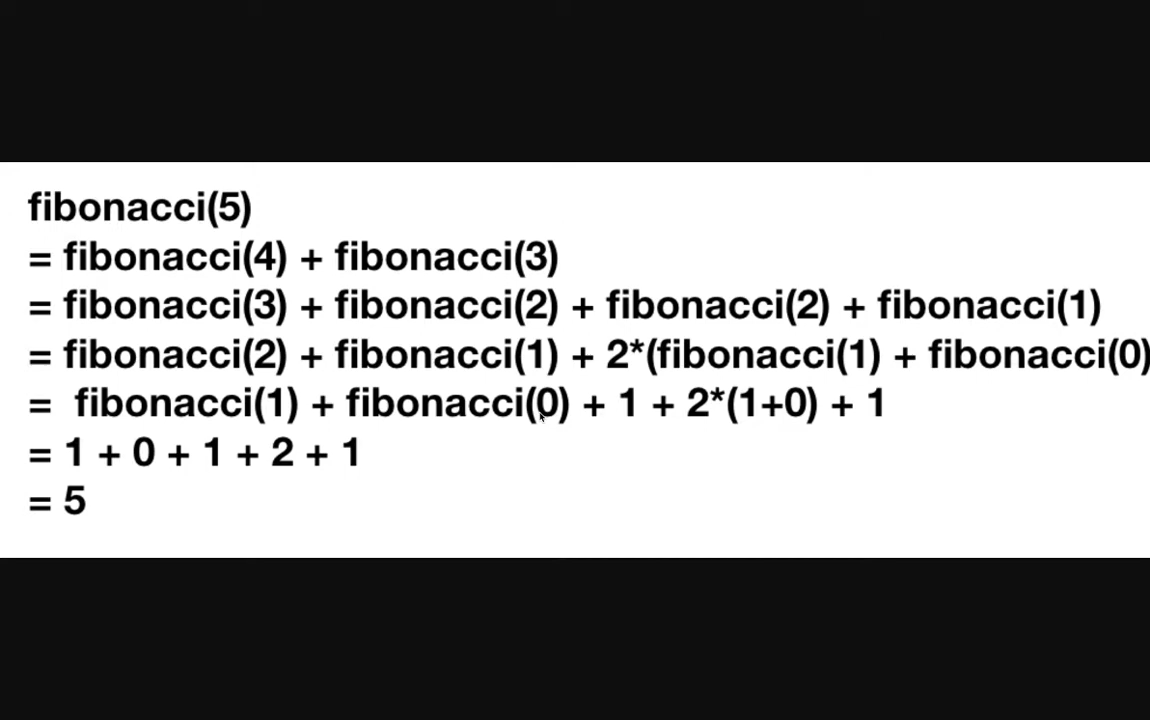 fibonacci(5)
= fibonacci(4) + fibonacci(3)
= fibonacci(3) + fibonacci(2) + fibonacci(2) + fibonacci(1)
= fibonacci(2) + fibonacci(1) + 2*(fibonacci(1) + fibonacci(0)
= fibonacci(1) + fibonacci(0) + 1 + 2*(1+0) + 1
= 1 + 0 + 1 + 2 + 1
= 5